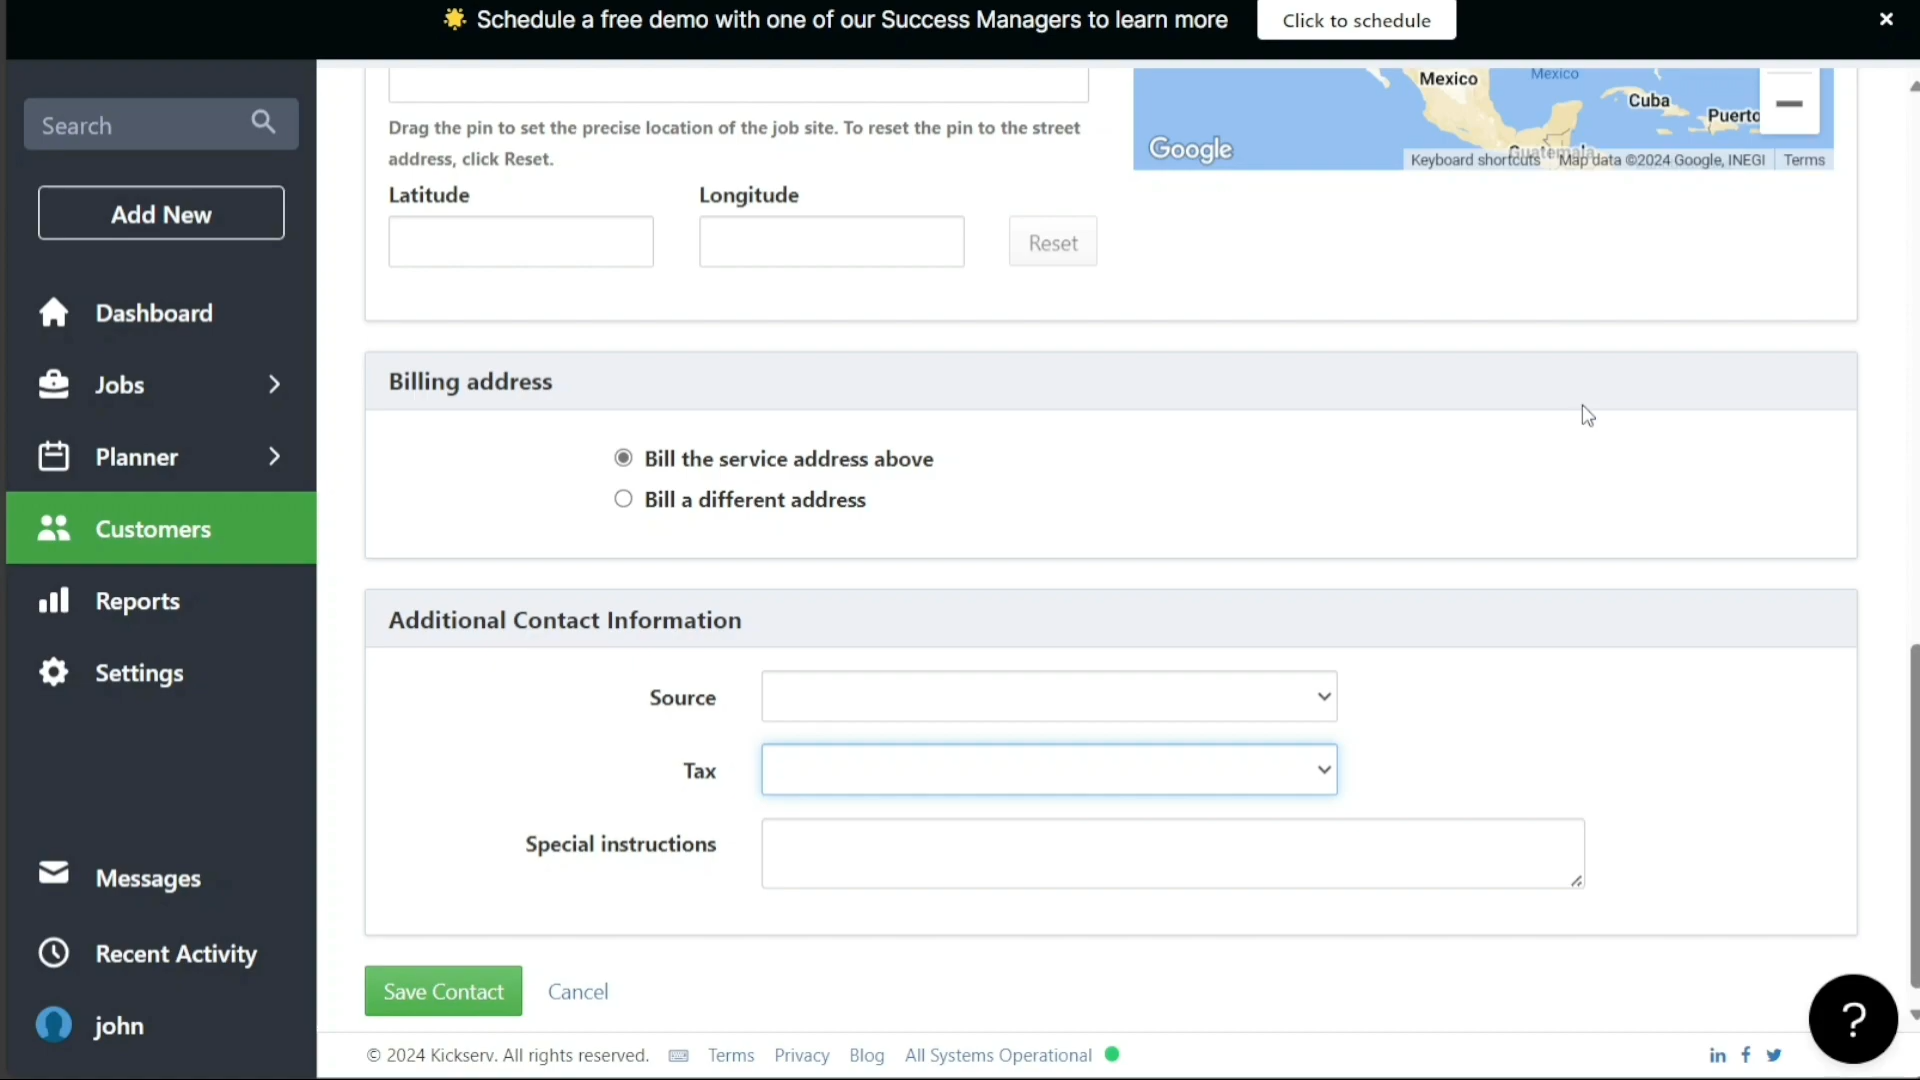 🌟 Schedule a free demo with one of our Success Managers to learn more
Click to schedule
×
Search
Add New
Dashboard
Jobs
Planner
Customers
Reports
Settings
Messages
Recent Activity
john
Mexico
Mexico
Cuba
Puerto
Guatemala
Google
Keyboard shortcuts
Map data ©2024 Google, INEGI
Terms
Drag the pin to set the precise location of the job site. To reset the pin to the street
address, click Reset.
Latitude
Longitude
Reset
Billing address
Bill the service address above
Bill a different address
Additional Contact Information
Source
Tax
Special instructions
Save Contact
Cancel
© 2024 Kickserv. All rights reserved.
Terms
Privacy
Blog
All Systems Operational
?